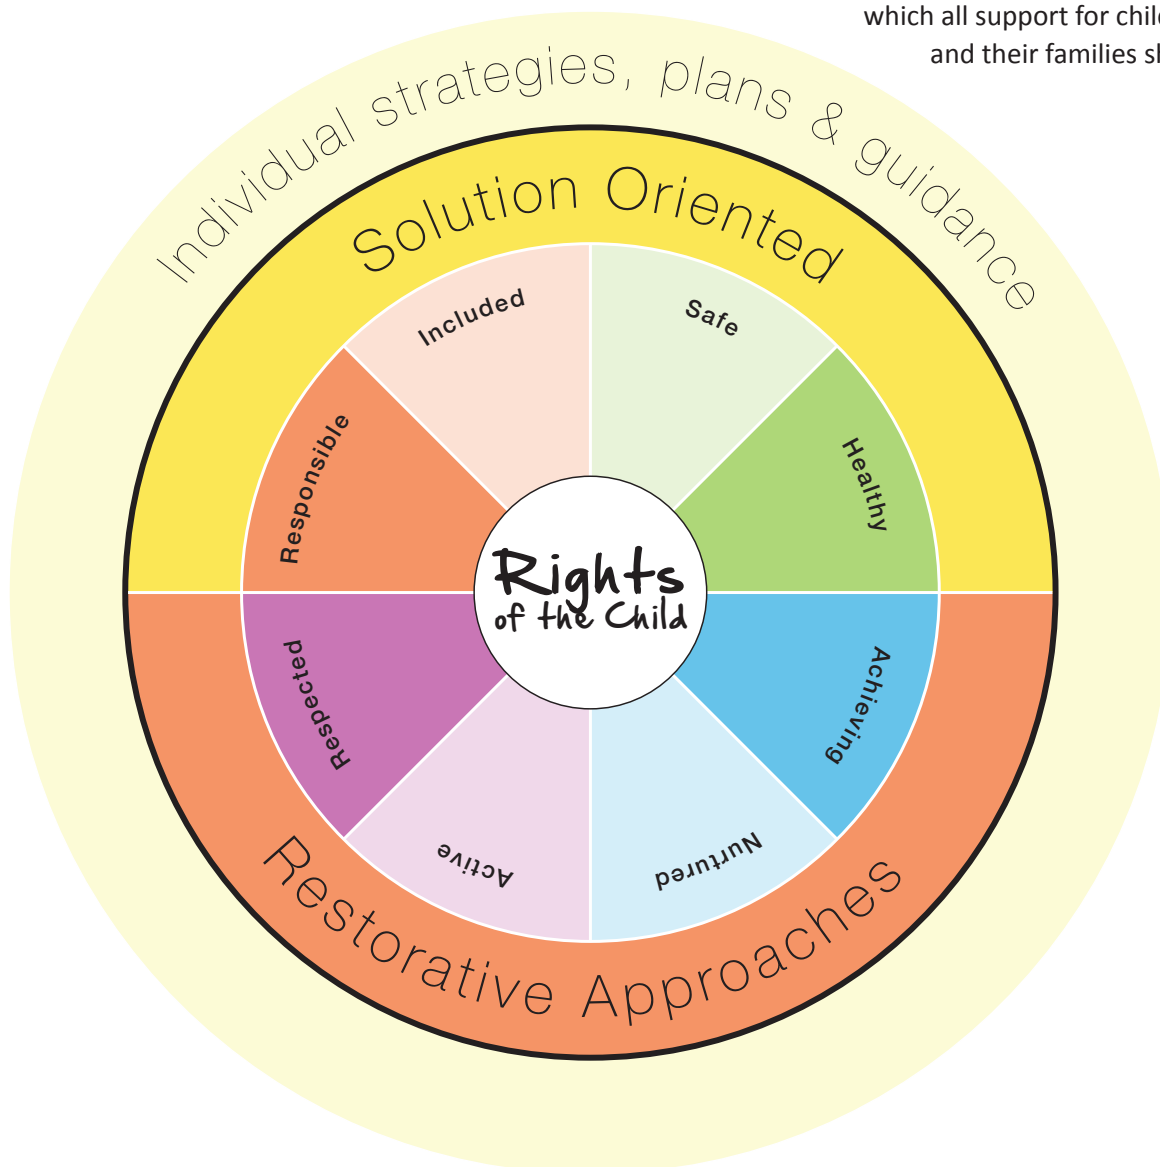 which all support for
and their families
Individual strategies, plans & guidance
Solution Oriented
Included
Safe
Healthy
Achieving
Nurtured
Active
Respected
Responsible
Rights
of the Child
Restorative Approaches